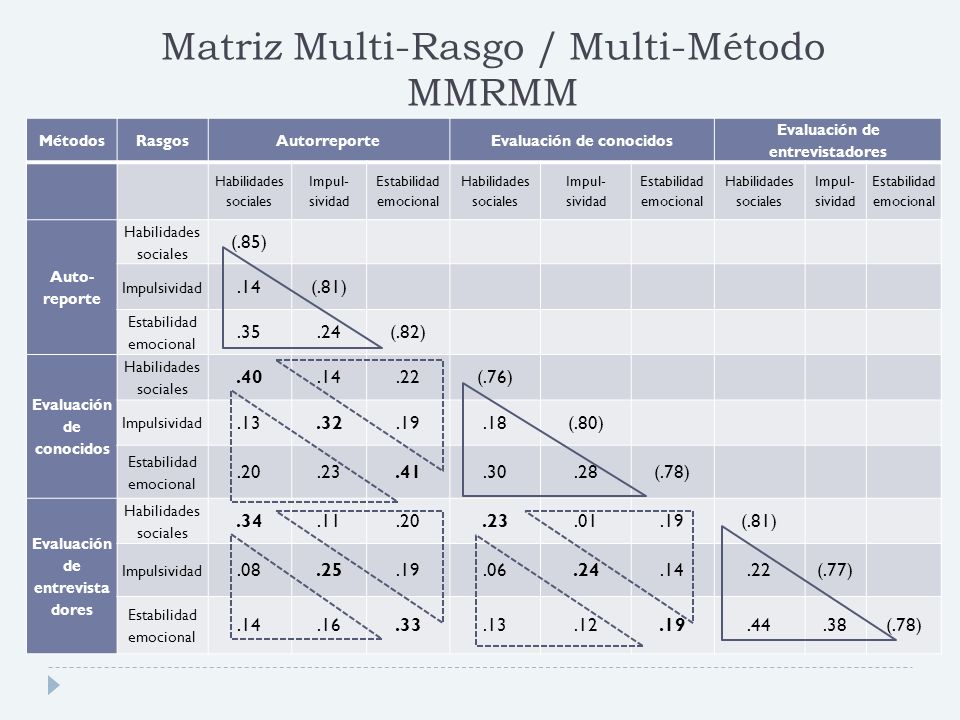 Matriz Multi-Rasgo / Multi-Método
MMRMM
Métodos Rasgos Autorreporte Evaluación de conocidos Evaluación de
entrevistadores
Habilidades
sociales
Impul-
sividad
Estabilidad
emocional
Habilidades
sociales
Impul-
sividad
Estabilidad
emocional
Habilidades
sociales
Impul-
sividad
Estabilidad
emocional
Auto-
reporte
Habilidades
sociales
(.85)
Impulsividad .14 (.81)
Estabilidad
emocional
.35 .24 (.82)
Evaluación
de
conocidos
Habilidades
sociales
.40 .14 .22 (.76)
Impulsividad .13 .32 .19 .18 (.80)
Estabilidad
emocional
.20 .23 .41 .30 .28 (.78)
Evaluación
de
entrevista
dores
Habilidades
sociales
.34 .11 .20 .23 .01 .19 (.81)
Impulsividad .08 .25 .19 .06 .24 .14 .22 (.77)
Estabilidad
emocional
.14 .16 .33 .13 .12 .19 .44 .38 (.78)